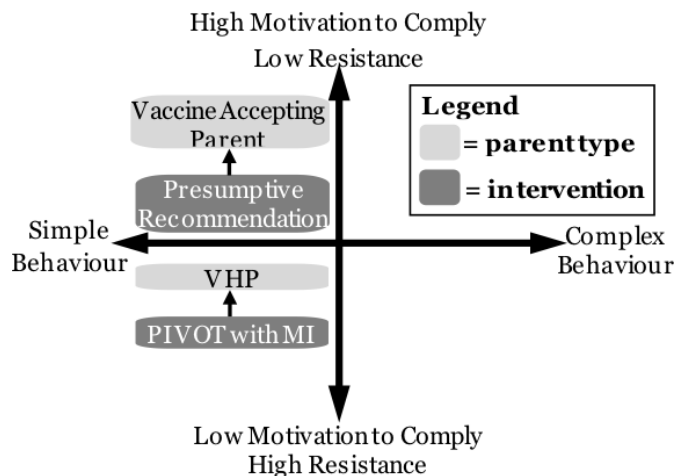 High Motivation to Comply
Low Resistance
Vaccine Accepting
Parent
Legend
= parent type
= intervention
Presumptive
Recommendation
Simple
Behaviour
Complex
Behaviour
VHP
PIVOT with MI
Low Motivation to Comply
High Resistance